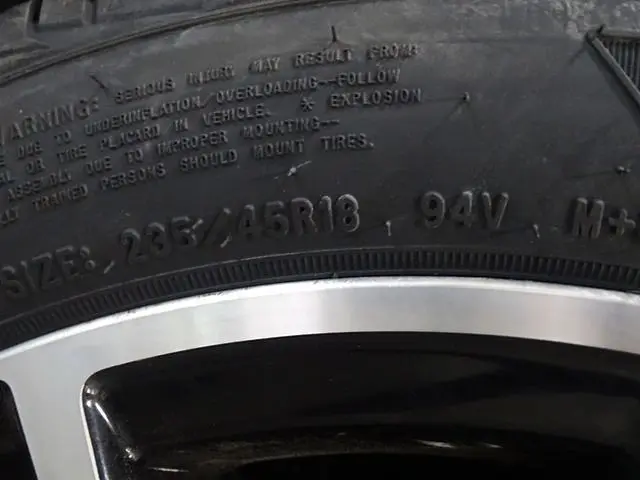 WARNING: SERIOUS INJURY MAY RESULT FROM:
E DUE TO UNDERINFLATION/OVERLOADING--FOLLOW
OR TIRE PLACARD IN VEHICLE. * EXPLOSION
ASSEMBLY DUE TO IMPROPER MOUNTING--
LY TRAINED PERSONS SHOULD MOUNT TIRES.
SIZE: 235/45R18 94V M+